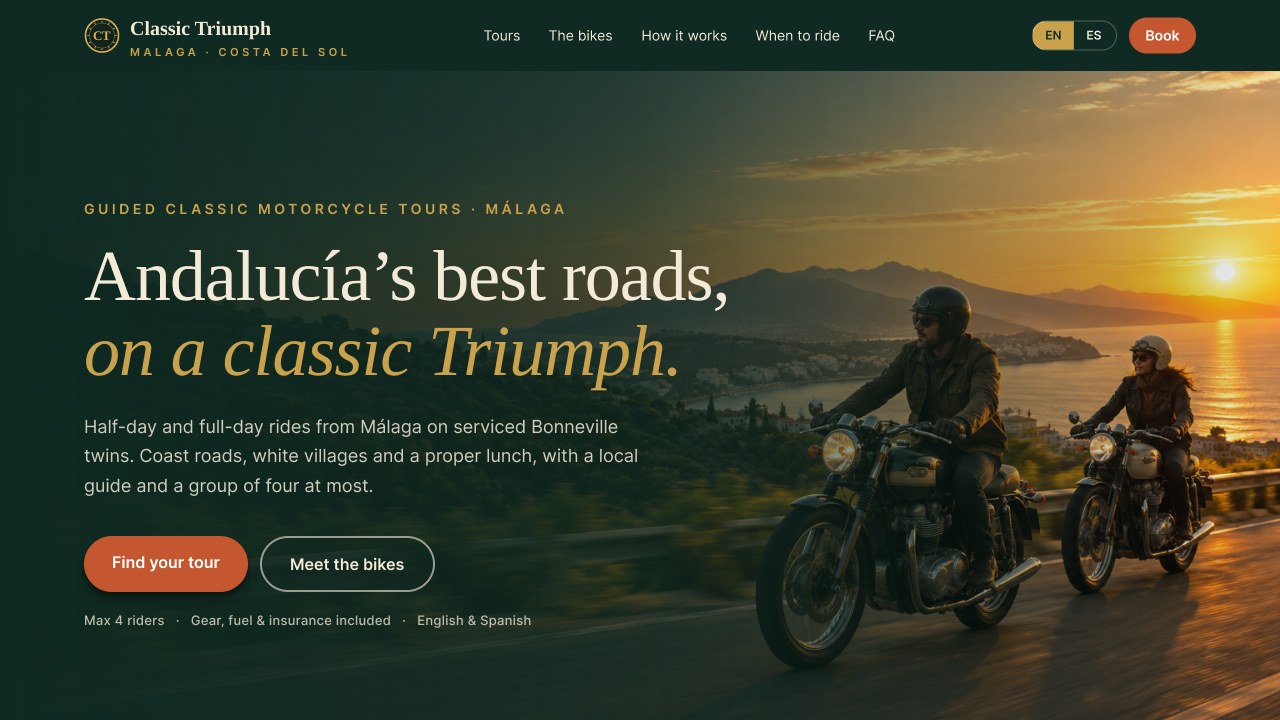 CT
Classic Triumph
MALAGA · COSTA DEL SOL
Tours
The bikes
How it works
When to ride
FAQ
EN
ES
Book
GUIDED CLASSIC MOTORCYCLE TOURS · MÁLAGA
Andalucía’s best roads,
on a classic Triumph.
Half-day and full-day rides from Málaga on serviced Bonneville
twins. Coast roads, white villages and a proper lunch, with a local
guide and a group of four at most.
Find your tour
Meet the bikes
Max 4 riders · Gear, fuel & insurance included · English & Spanish